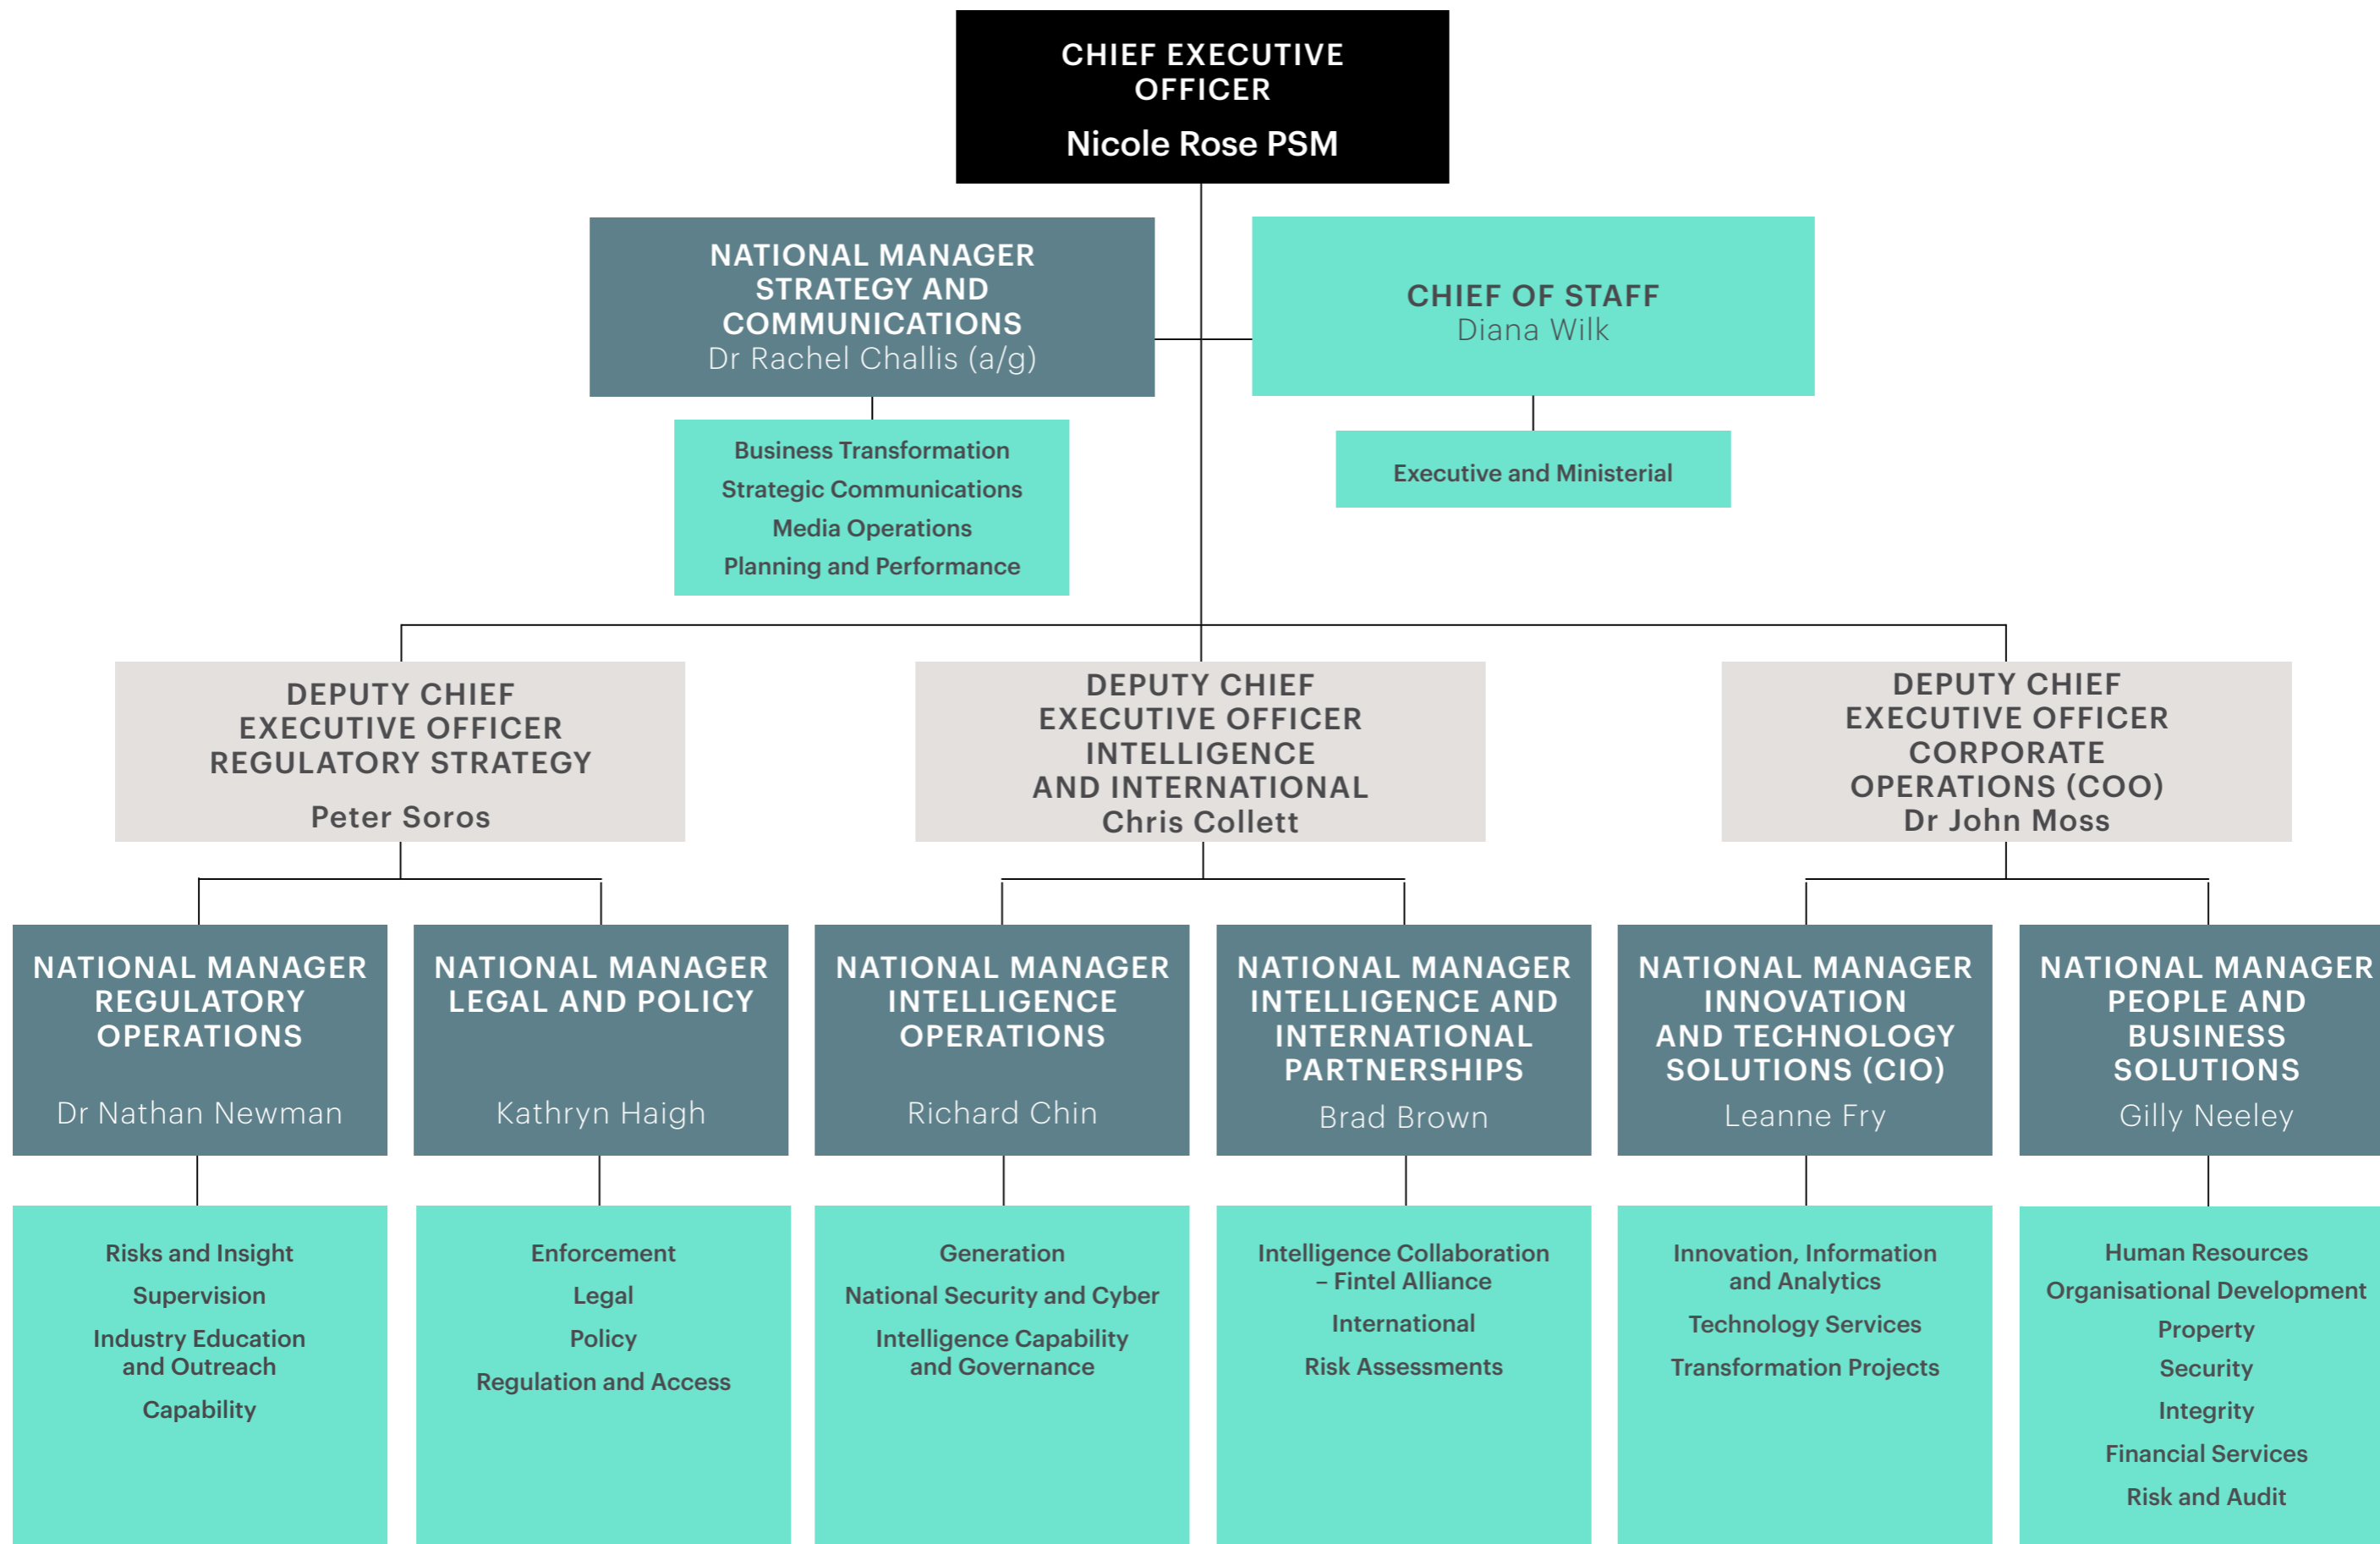 CHIEF EXECUTIVE
OFFICER
Nicole Rose PSM
NATIONAL MANAGER
STRATEGY AND
COMMUNICATIONS
Dr Rachel Challis (a/g)
CHIEF OF STAFF
Diana Wilk
Business Transformation
Strategic Communications
Media Operations
Planning and Performance
Executive and Ministerial
DEPUTY CHIEF
EXECUTIVE OFFICER
REGULATORY STRATEGY
Peter Soros
DEPUTY CHIEF
EXECUTIVE OFFICER
INTELLIGENCE
AND INTERNATIONAL
Chris Collett
DEPUTY CHIEF
EXECUTIVE OFFICER
CORPORATE
OPERATIONS (COO)
Dr John Moss
NATIONAL MANAGER
REGULATORY
OPERATIONS
Dr Nathan Newman
NATIONAL MANAGER
LEGAL AND POLICY
Kathryn Haigh
NATIONAL MANAGER
INTELLIGENCE
OPERATIONS
Richard Chin
NATIONAL MANAGER
INTELLIGENCE AND
INTERNATIONAL
PARTNERSHIPS
Brad Brown
NATIONAL MANAGER
INNOVATION
AND TECHNOLOGY
SOLUTIONS (CIO)
Leanne Fry
NATIONAL MANAGER
PEOPLE AND
BUSINESS
SOLUTIONS
Gilly Neeley
Risks and Insight
Supervision
Industry Education
and Outreach
Capability
Enforcement
Legal
Policy
Regulation and Access
Generation
National Security and Cyber
Intelligence Capability
and Governance
Intelligence Collaboration
– Fintel Alliance
International
Risk Assessments
Innovation, Information
and Analytics
Technology Services
Transformation Projects
Human Resources
Organisational Development
Property
Security
Integrity
Financial Services
Risk and Audit